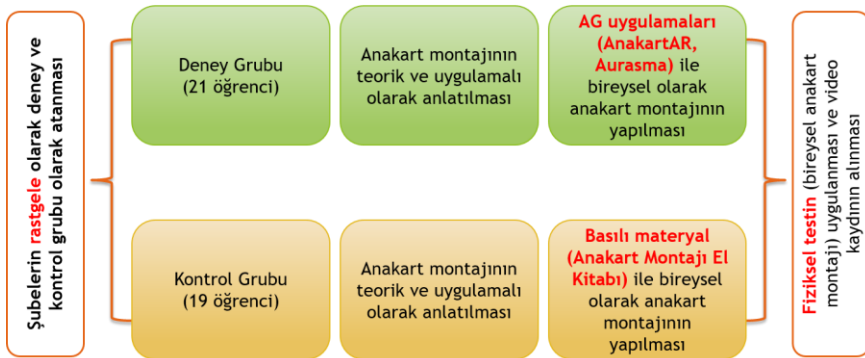 Şubelerin rastgele olarak deney ve
kontrol grubu olarak atanması
Deney Grubu
(21 öğrenci)
Anakart montajının
teorik ve uygulamalı
olarak anlatılması
AG uygulamaları
(AnakartAR,
Aurasma) ile
bireysel olarak
anakart montajının
yapılması
Kontrol Grubu
(19 öğrenci)
Anakart montajının
teorik ve uygulamalı
olarak anlatılması
Basılı materyal
(Anakart Montajı El
Kitabı) ile bireysel
olarak anakart
montajının
yapılması
Fiziksel testin (bireysel anakart
montajı) uygulanması ve video
kaydının alınması